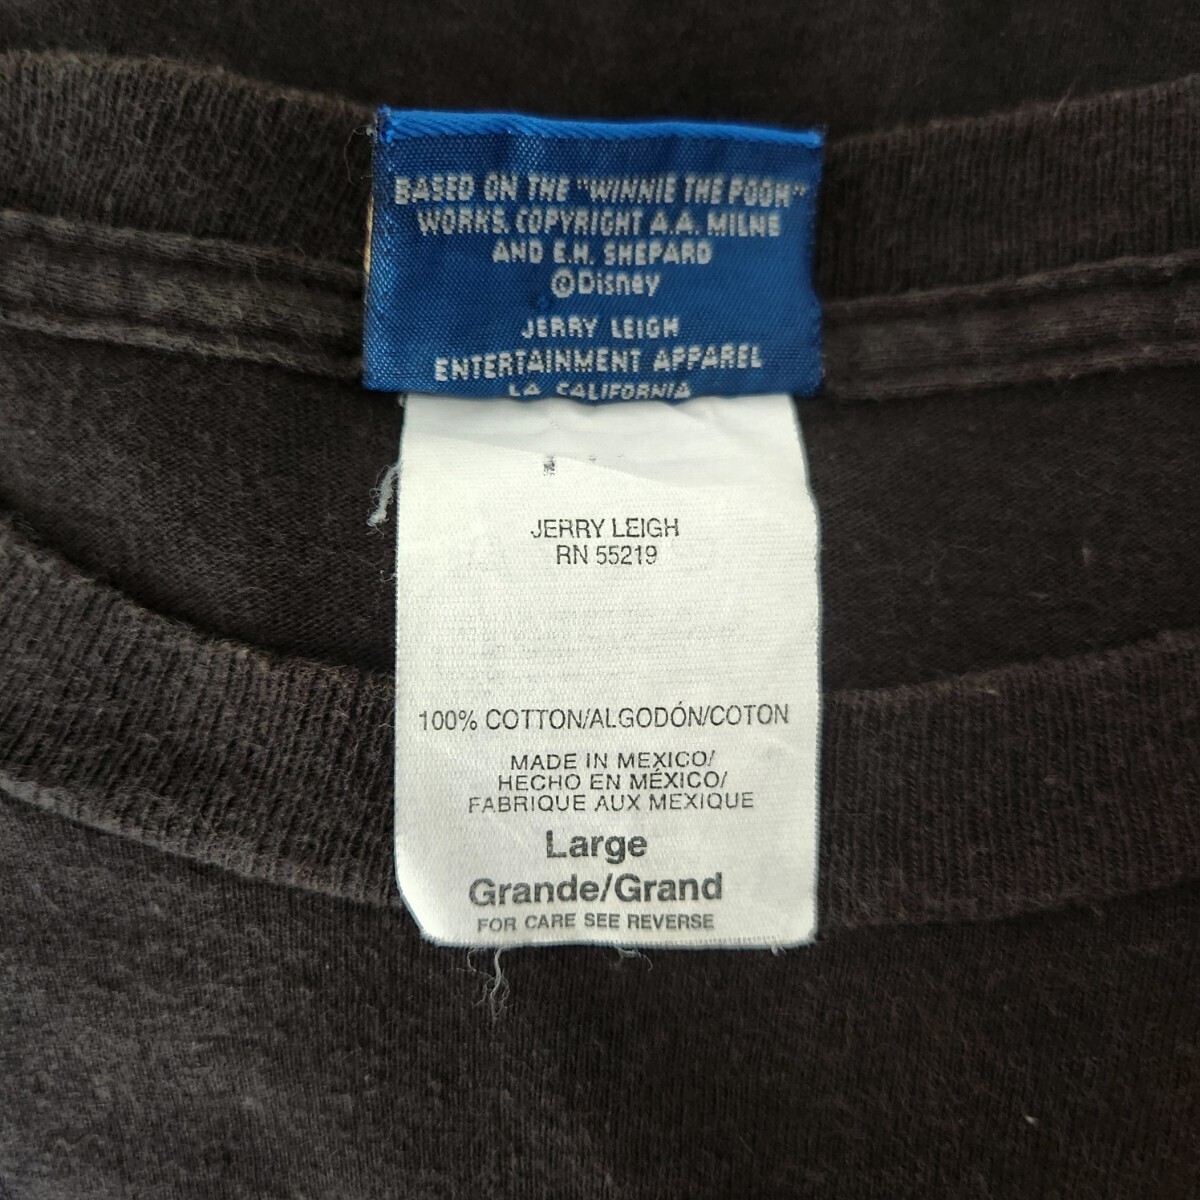 BASED ON THE "WINNIE THE POOH"
WORKS. COPYRIGHT A.A. MILNE
AND E.H. SHEPARD
©Disney
JERRY LEIGH
ENTERTAINMENT APPAREL
LA CALIFORNIA
JERRY LEIGH
RN 55219
100% COTTON/ALGODÓN/COTON
MADE IN MEXICO/
HECHO EN MÉXICO/
FABRIQUE AUX MEXIQUE
Large
Grande/Grand
FOR CARE SEE REVERSE